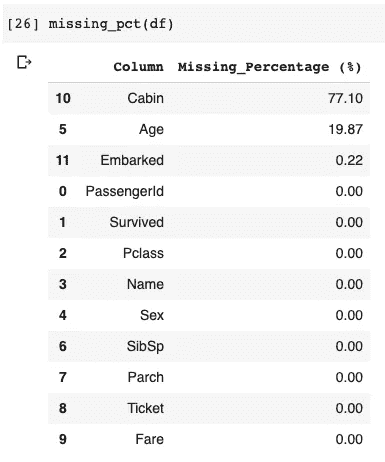 [26] missing_pct(df)
Column Missing_Percentage (%)
10 Cabin 77.10
5 Age 19.87
11 Embarked 0.22
0 PassengerId 0.00
1 Survived 0.00
2 Pclass 0.00
3 Name 0.00
4 Sex 0.00
6 SibSp 0.00
7 Parch 0.00
8 Ticket 0.00
9 Fare 0.00